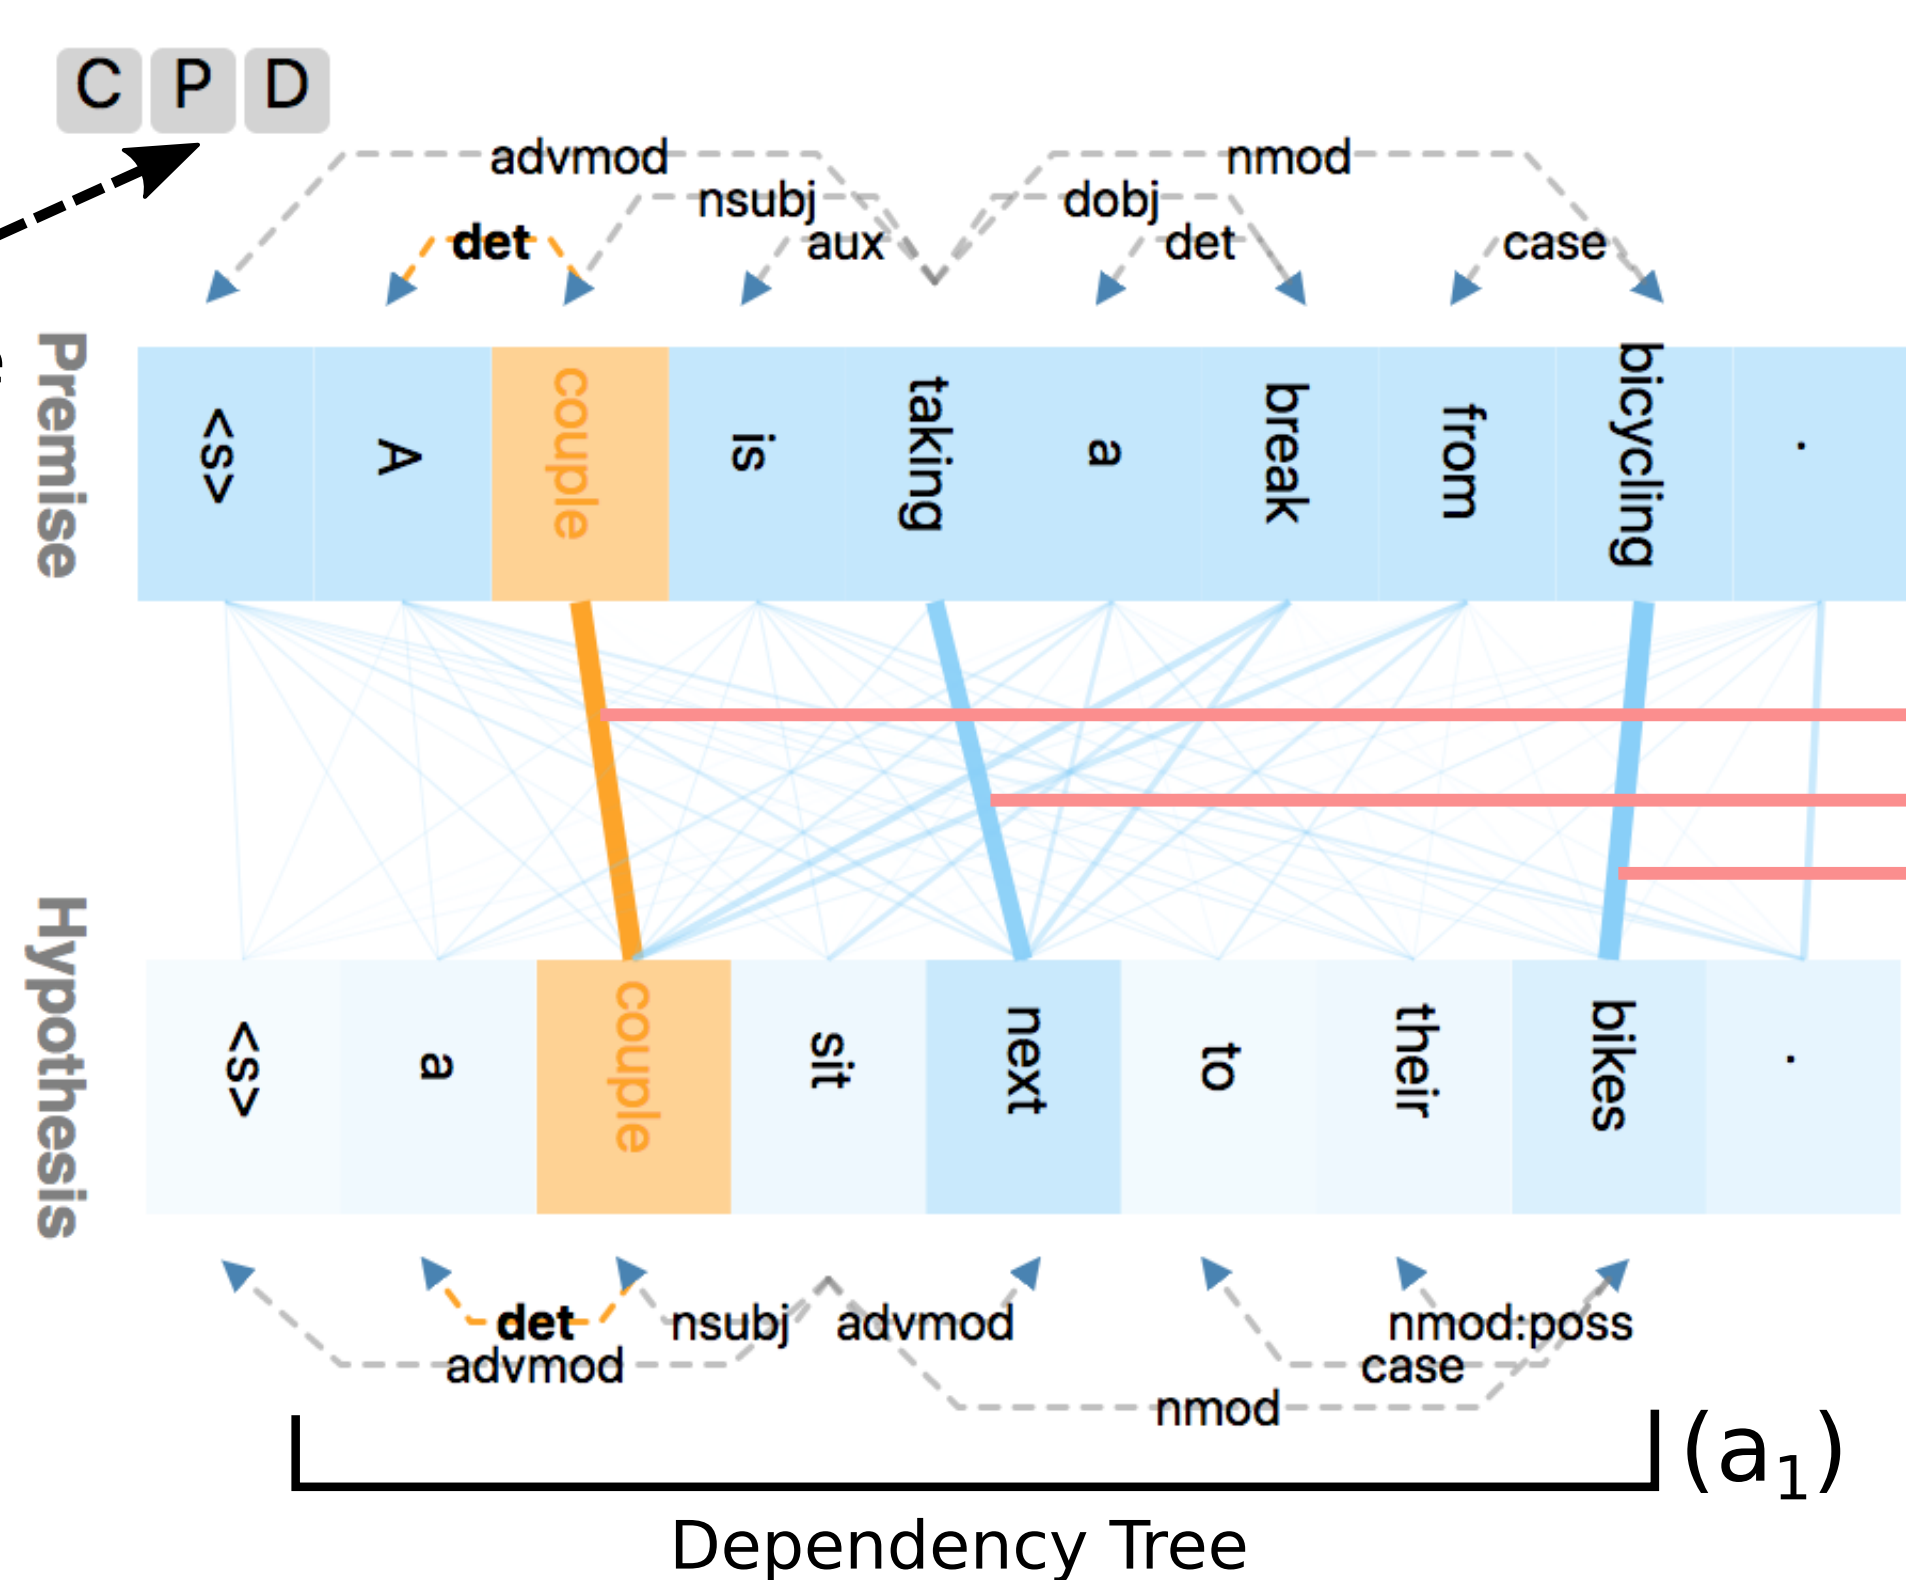 C P D
advmod nmod
nsubj dobj
det aux det case
Premise
<s> A couple is taking a break from bicycling .
Hypothesis
<s> a couple sit next to their bikes .
det nsubj advmod nmod:poss
advmod case
nmod
(a1)
Dependency Tree